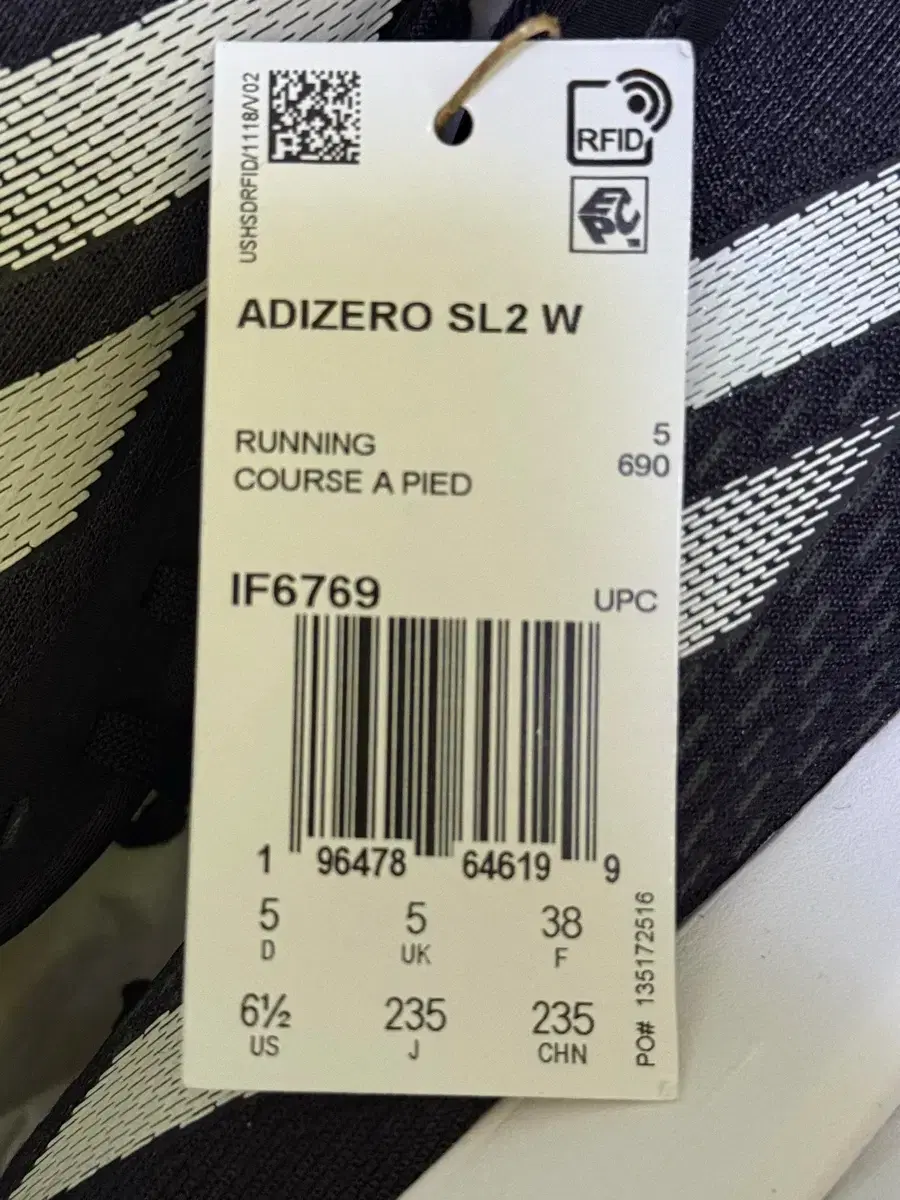 USHSDRFID/1118/V02
RFID
EPC™
ADIZERO SL2 W
RUNNING
COURSE A PIED
5
690
IF6769
UPC
1 96478 64619 9
5 5 38
D UK F
6½ 235 235
US J CHN
PO# 135172516